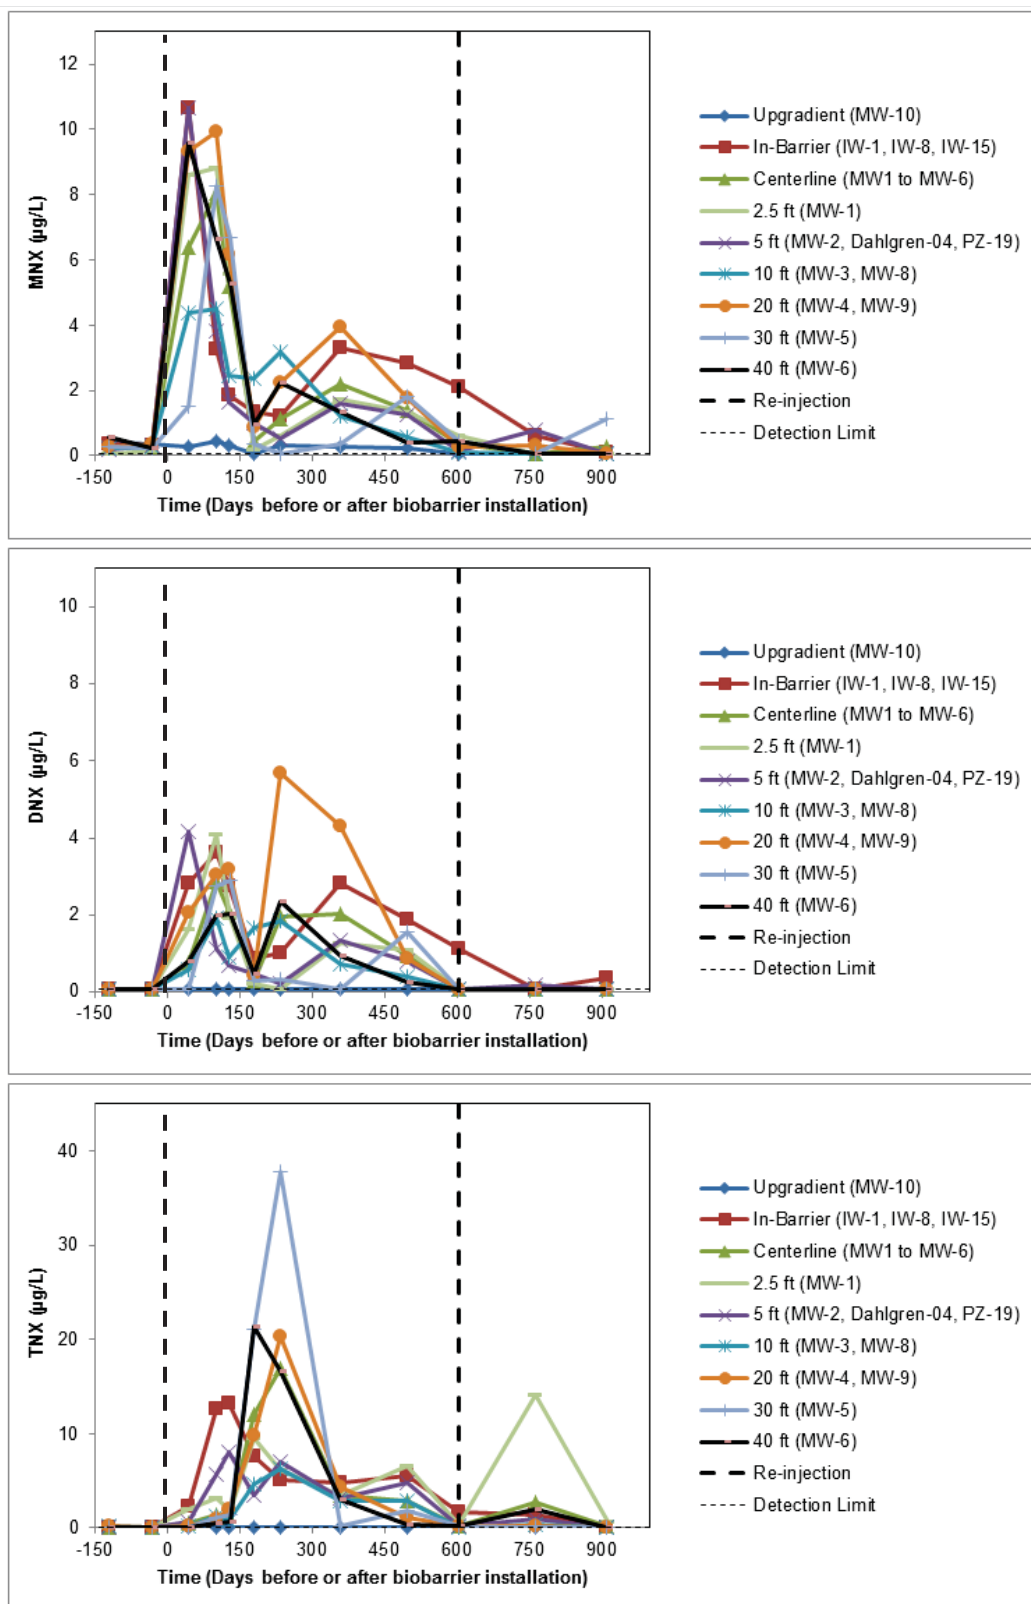 MNX (µg/L)
12
10
8
6
4
2
0
-150 0 150 300 450 600 750 900
Time (Days before or after biobarrier installation)
Upgradient (MW-10)
In-Barrier (IW-1, IW-8, IW-15)
Centerline (MW1 to MW-6)
2.5 ft (MW-1)
5 ft (MW-2, Dahlgren-04, PZ-19)
10 ft (MW-3, MW-8)
20 ft (MW-4, MW-9)
30 ft (MW-5)
40 ft (MW-6)
Re-injection
Detection Limit
DNX (µg/L)
10
8
6
4
2
0
-150 0 150 300 450 600 750 900
Time (Days before or after biobarrier installation)
Upgradient (MW-10)
In-Barrier (IW-1, IW-8, IW-15)
Centerline (MW1 to MW-6)
2.5 ft (MW-1)
5 ft (MW-2, Dahlgren-04, PZ-19)
10 ft (MW-3, MW-8)
20 ft (MW-4, MW-9)
30 ft (MW-5)
40 ft (MW-6)
Re-injection
Detection Limit
TNX (µg/L)
40
30
20
10
0
-150 0 150 300 450 600 750 900
Time (Days before or after biobarrier installation)
Upgradient (MW-10)
In-Barrier (IW-1, IW-8, IW-15)
Centerline (MW1 to MW-6)
2.5 ft (MW-1)
5 ft (MW-2, Dahlgren-04, PZ-19)
10 ft (MW-3, MW-8)
20 ft (MW-4, MW-9)
30 ft (MW-5)
40 ft (MW-6)
Re-injection
Detection Limit